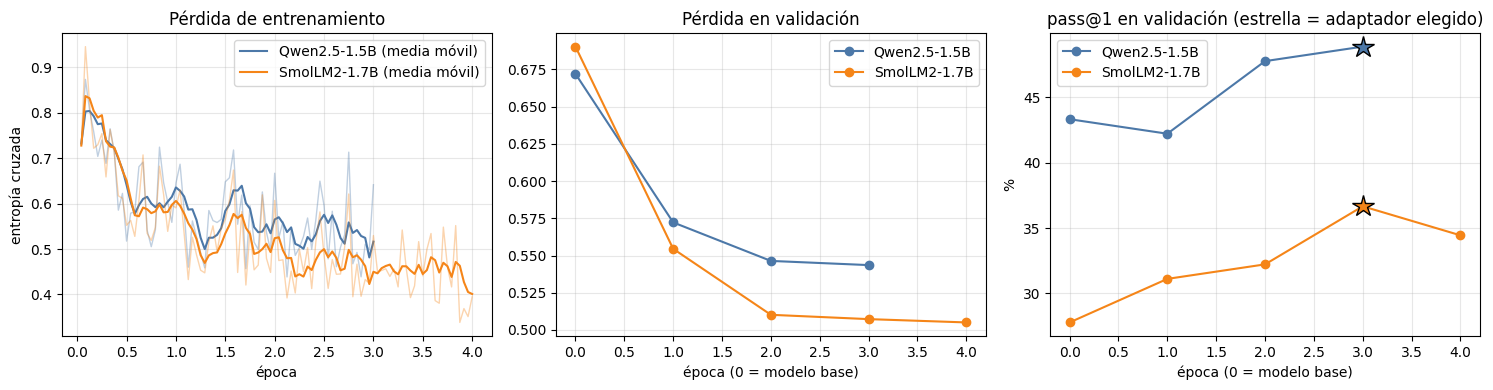 Pérdida de entrenamiento
Qwen2.5-1.5B (media móvil)
SmolLM2-1.7B (media móvil)
entropía cruzada
0.9
0.8
0.7
0.6
0.5
0.4
0.0 0.5 1.0 1.5 2.0 2.5 3.0 3.5 4.0
época
Pérdida en validación
Qwen2.5-1.5B
SmolLM2-1.7B
0.675
0.650
0.625
0.600
0.575
0.550
0.525
0.500
0.0 0.5 1.0 1.5 2.0 2.5 3.0 3.5 4.0
época (0 = modelo base)
pass@1 en validación (estrella = adaptador elegido)
Qwen2.5-1.5B
SmolLM2-1.7B
%
45
40
35
30
0.0 0.5 1.0 1.5 2.0 2.5 3.0 3.5 4.0
época (0 = modelo base)